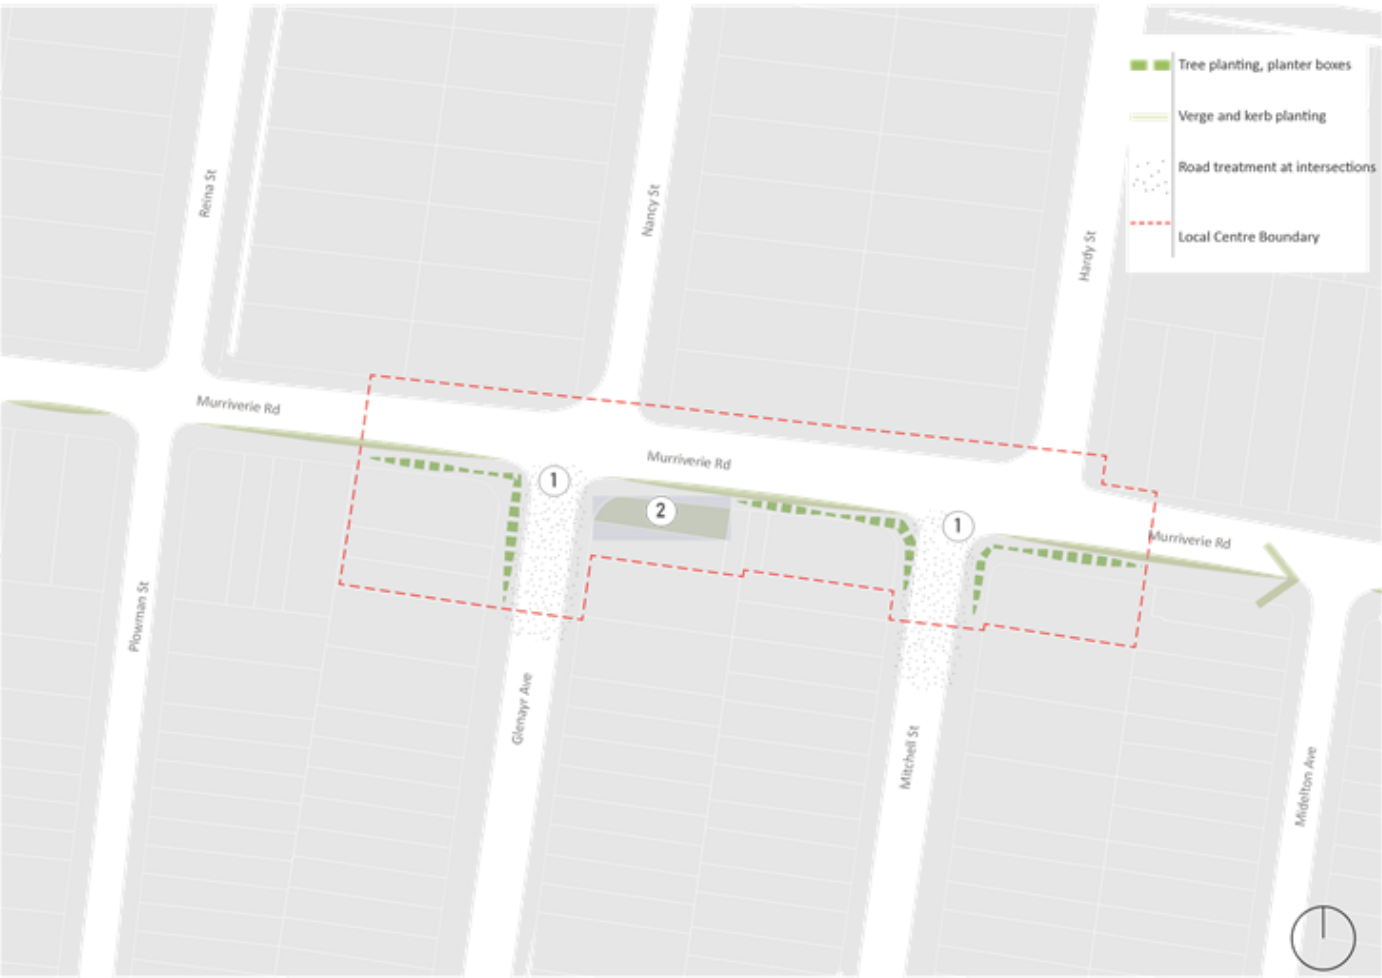 Tree planting, planter boxes
Verge and kerb planting
Road treatment at intersections
Local Centre Boundary
Reina St
Nancy St
Hardy St
Murriverie Rd
Murriverie Rd
Murriverie Rd
1
2
1
Plowman St
Glenayr Ave
Mitchell St
Midelton Ave